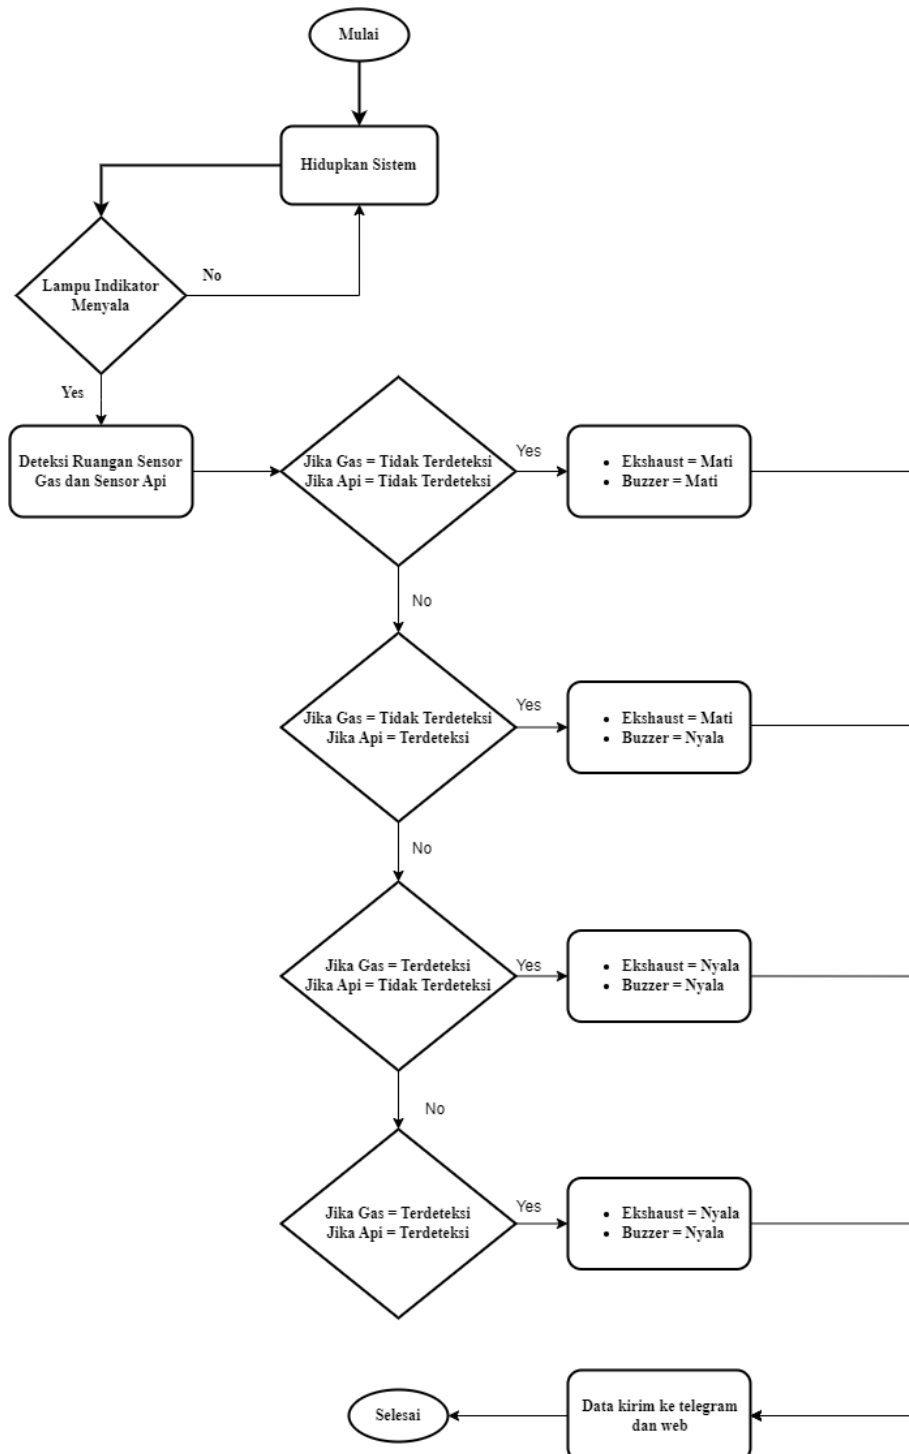 Mulai
Hidupkan Sistem
Lampu Indikator
Menyala
No
Yes
Deteksi Ruangan Sensor
Gas dan Sensor Api
Jika Gas = Tidak Terdeteksi
Jika Api = Tidak Terdeteksi
Yes
• Ekshaust = Mati
• Buzzer = Mati
No
Jika Gas = Tidak Terdeteksi
Jika Api = Terdeteksi
Yes
• Ekshaust = Mati
• Buzzer = Nyala
No
Jika Gas = Terdeteksi
Jika Api = Tidak Terdeteksi
Yes
• Ekshaust = Nyala
• Buzzer = Nyala
No
Jika Gas = Terdeteksi
Jika Api = Terdeteksi
Yes
• Ekshaust = Nyala
• Buzzer = Nyala
Selesai
Data kirim ke telegram
dan web